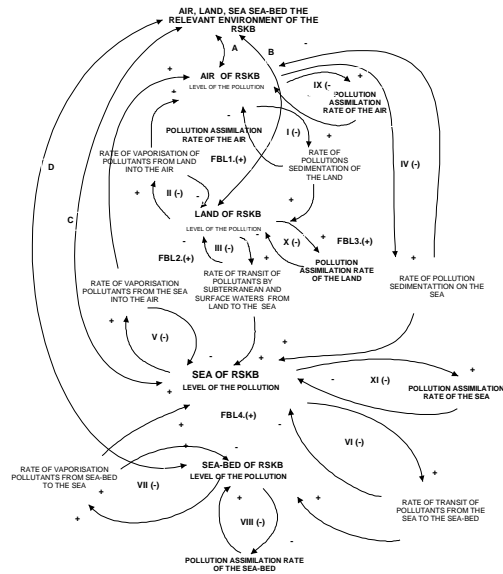 AIR, LAND, SEA SEA-BED THE
RELEVANT ENVIRONMENT OF THE
RSKB
A
B
-
+
+
AIR OF RSKB
LEVEL OF THE POLLUTION
+
+
-
IX (-
+
POLLUTION
ASSIMILATION
RATE OF THE AIR
-
POLLUTION ASSIMILATION
RATE OF THE AIR
I (-)
+
RATE OF VAPORISATION OF
POLLUTANTS FROM LAND
INTO THE AIR
FBL1.(+)
RATE OF
POLLUTIONS
SEDIMENTATION OF
THE LAND
IV (-)
D
C
+
II (-)
-
+
LAND OF RSKB
LEVEL OF THE POLLUTION
-
III (-)
+
-
X (-)
+
FBL3.(+)
FBL2.(+)
POLLUTION
ASSIMILATION RATE
OF THE LAND
+
RATE OF VAPORISATION
POLLUTANTS FROM THE SEA
INTO THE AIR
RATE OF TRANSIT OF
POLLUTANTS BY
SUBTERRANEAN AND
SURFACE WATERS FROM
LAND TO THE SEA
RATE OF POLLUTION
SEDIMENTATTION ON THE
SEA
+
V (-)
-
+
+
+
SEA OF RSKB
LEVEL OF THE POLLUTION
-
XI (-)
+
POLLUTION ASSIMILATION
RATE OF THE SEA
+
+
FBL4.(+)
-
VI (-)
+
-
SEA-BED OF RSKB
LEVEL OF THE POLLUTION
RATE OF VAPORISATION
POLLUTANTS FROM SEA-BED
TO THE SEA
VII (-)
+
+
-
+
+
RATE OF TRANSIT OF
POLLUTANTS FROM THE
SEA TO THE SEA-BED
VIII (-)
+
-
POLLUTION ASSIMILATION RATE
OF THE SEA-BED